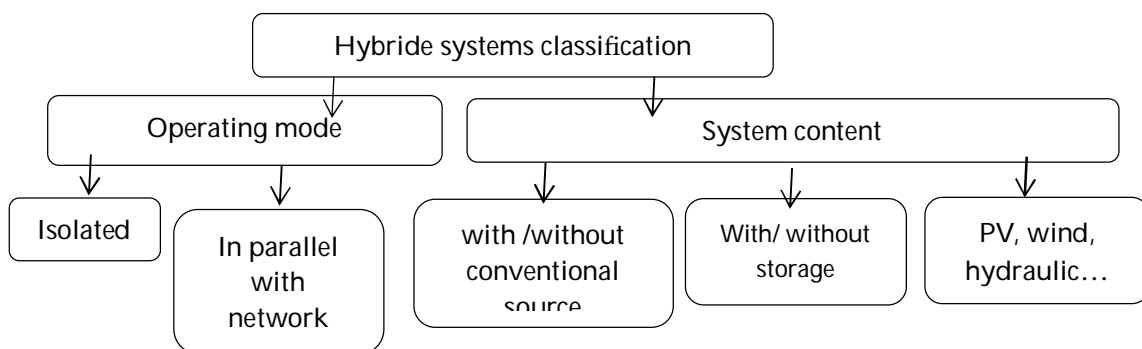 Hybride systems classification
Operating mode
System content
Isolated
In parallel
with
network
with /without
conventional
source
With/ without
storage
PV, wind,
hydraulic…